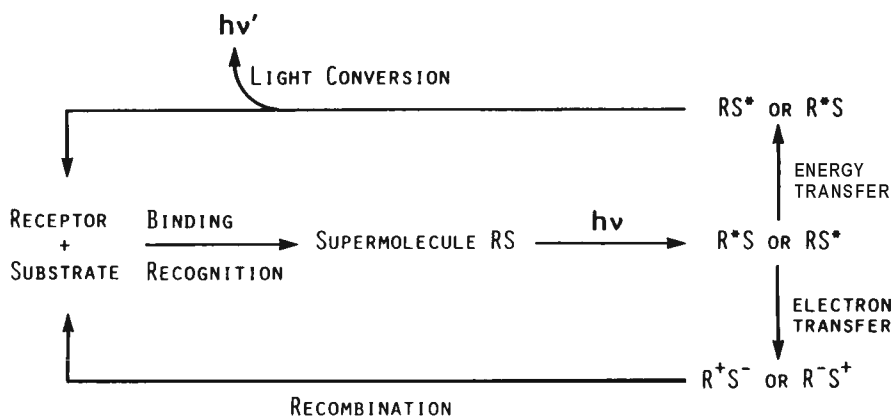 hν'
LIGHT CONVERSION
RS* OR R*S
ENERGY
TRANSFER
RECEPTOR
+
SUBSTRATE
BINDING
RECOGNITION
SUPERMOLECULE RS
hν
R*S OR RS*
ELECTRON
TRANSFER
R⁺S⁻ OR R⁻S⁺
RECOMBINATION